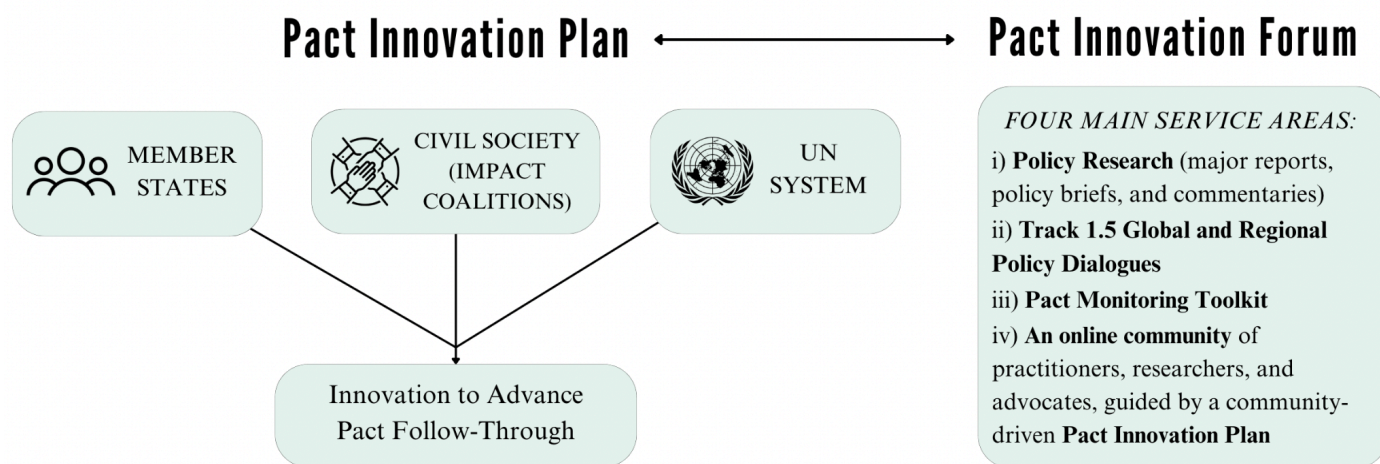 Pact Innovation Plan
Pact Innovation Forum
MEMBER
STATES
CIVIL SOCIETY
(IMPACT
COALITIONS)
UN
SYSTEM
Innovation to Advance
Pact Follow-Through
FOUR MAIN SERVICE AREAS:
i) Policy Research (major reports,
policy briefs, and commentaries)
ii) Track 1.5 Global and Regional
Policy Dialogues
iii) Pact Monitoring Toolkit
iv) An online community of
practitioners, researchers, and
advocates, guided by a community-
driven Pact Innovation Plan